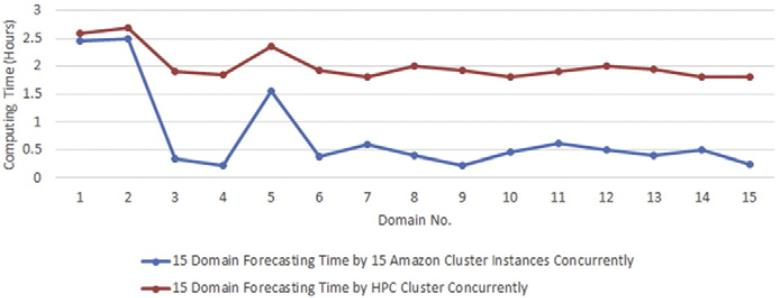 3
2.5
2
1.5
1
0.5
0
Computing Time (Hours)
1 2 3 4 5 6 7 8 9 10 11 12 13 14 15
Domain No.
15 Domain Forecasting Time by 15 Amazon Cluster Instances Concurrently
15 Domain Forecasting Time by HPC Cluster Concurrently